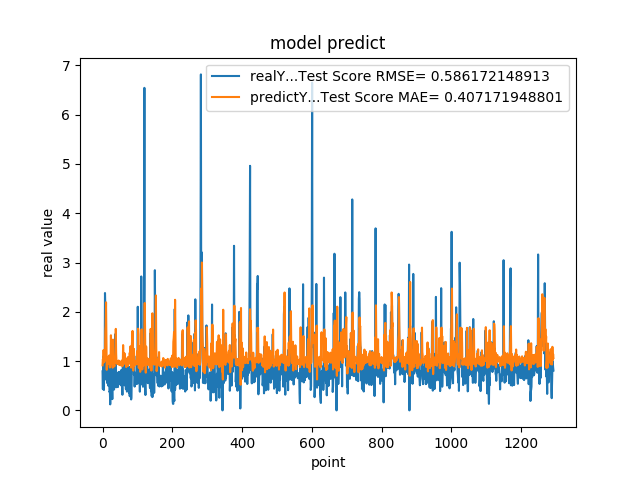 model predict
realY...Test Score RMSE= 0.586172148913
predictY...Test Score MAE= 0.407171948801
7
6
5
4
3
2
1
0
real value
0 200 400 600 800 1000 1200
point